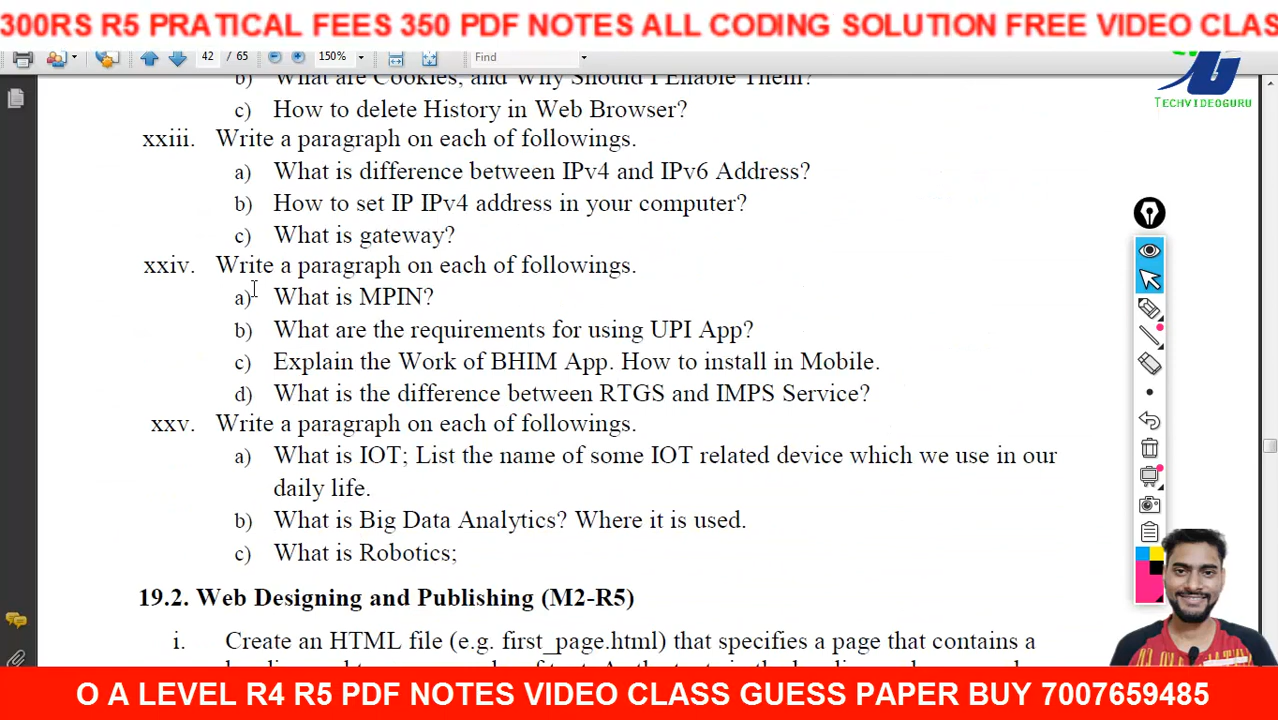 300RS R5 PRATICAL FEES 350 PDF NOTES ALL CODING SOLUTION FREE VIDEO CLAS
42 / 65 150% Find
TECHVIDEOGURU
b) What are Cookies, and Why Should I Enable Them?
c) How to delete History in Web Browser?
xxiii. Write a paragraph on each of followings.
a) What is difference between IPv4 and IPv6 Address?
b) How to set IP IPv4 address in your computer?
c) What is gateway?
xxiv. Write a paragraph on each of followings.
a) What is MPIN?
b) What are the requirements for using UPI App?
c) Explain the Work of BHIM App. How to install in Mobile.
d) What is the difference between RTGS and IMPS Service?
xxv. Write a paragraph on each of followings.
a) What is IOT; List the name of some IOT related device which we use in our
daily life.
b) What is Big Data Analytics? Where it is used.
c) What is Robotics;
19.2. Web Designing and Publishing (M2-R5)
i. Create an HTML file (e.g. first_page.html) that specifies a page that contains a
O A LEVEL R4 R5 PDF NOTES VIDEO CLASS GUESS PAPER BUY 7007659485